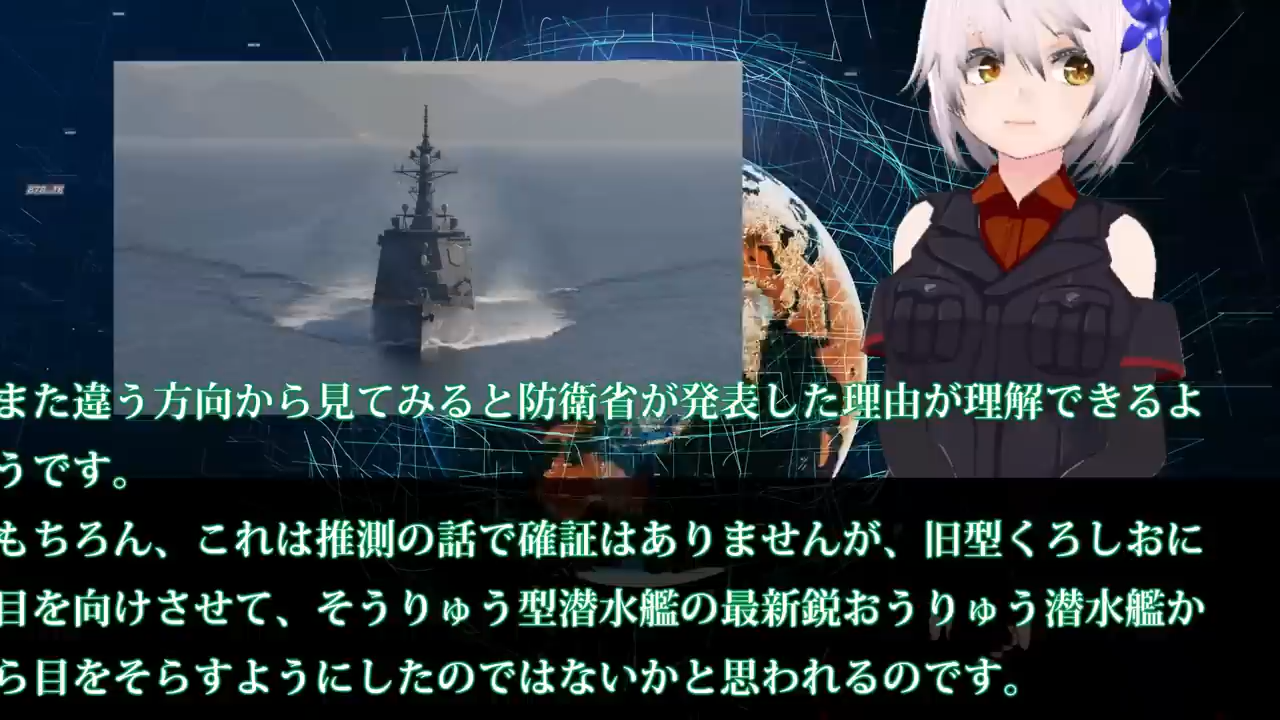 また違う方向から見てみると防衛省が発表した理由が理解できるよ
うです。
もちろん、これは推測の話で確証はありませんが、旧型くろしおに
目を向けさせて、そうりゅう型潜水艦の最新鋭おうりゅう潜水艦か
ら目をそらすようにしたのではないかと思われるのです。